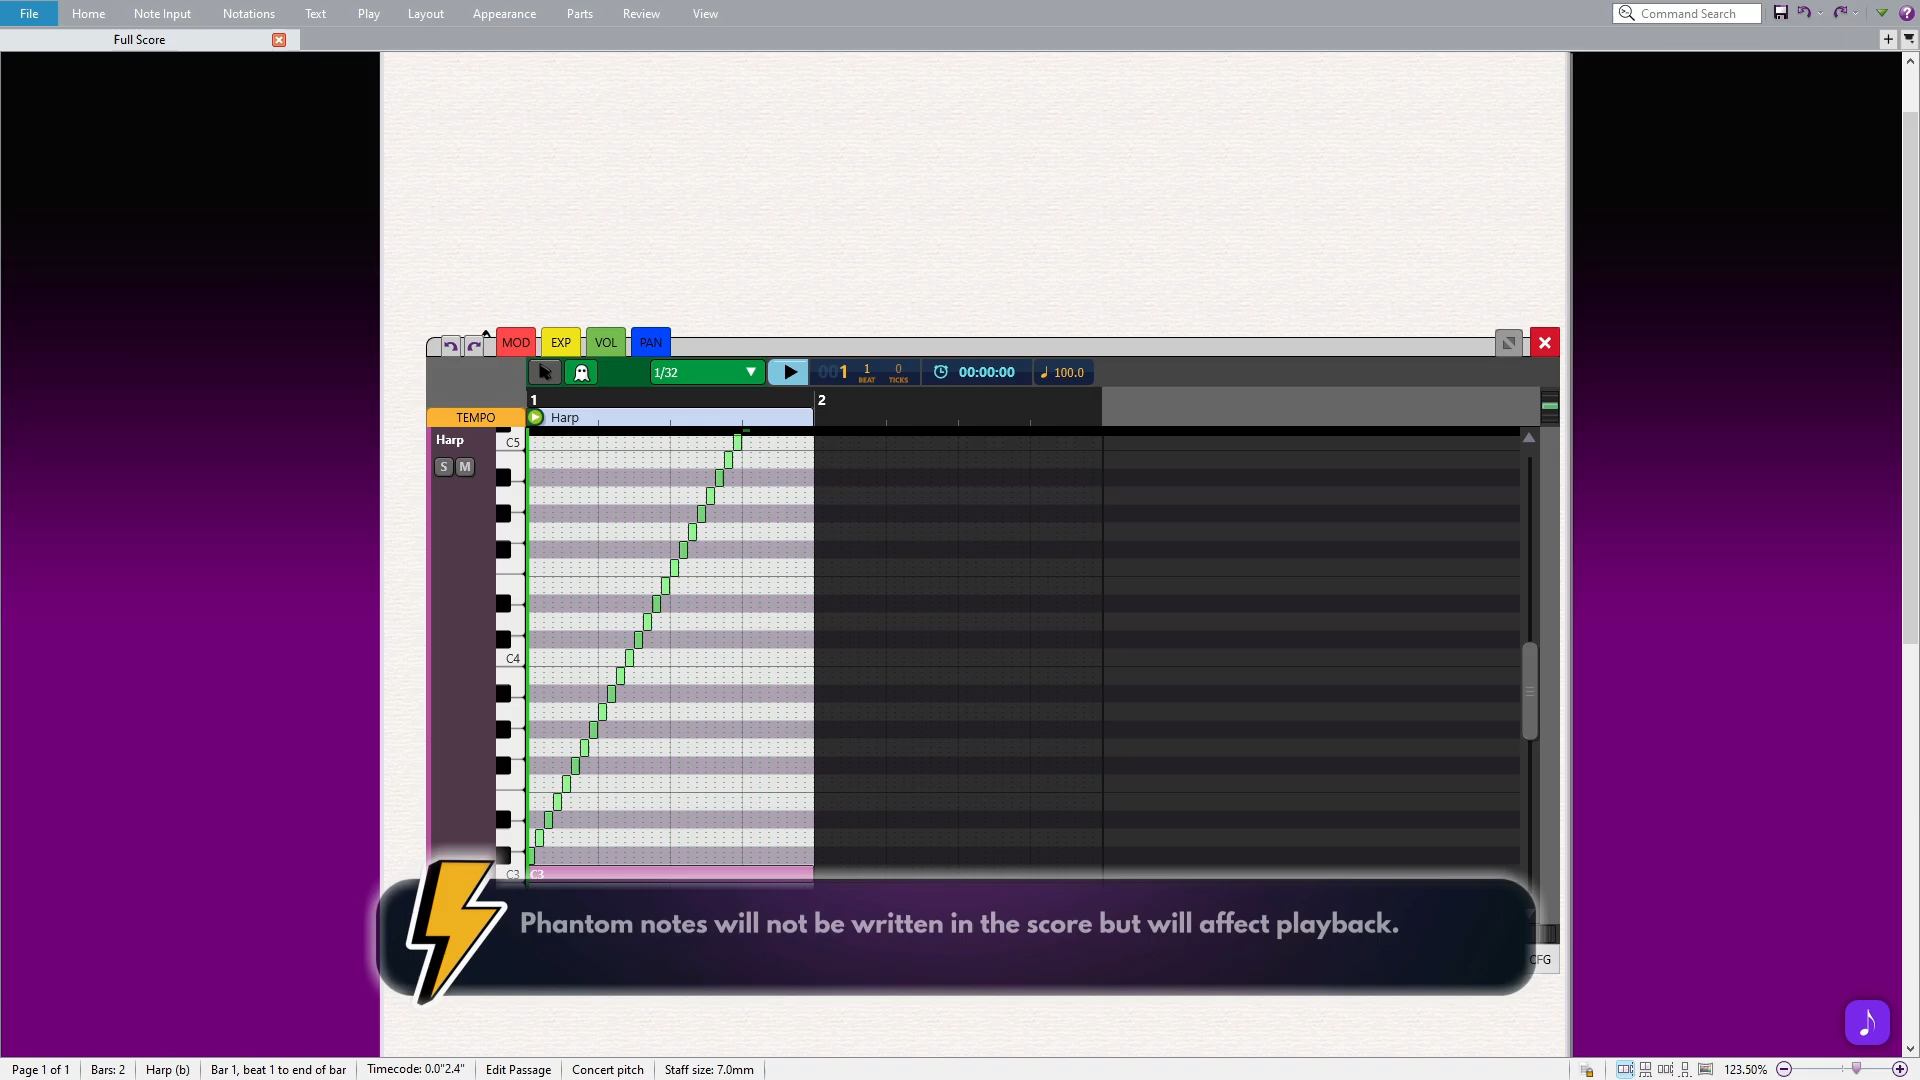 File Home Note Input Notations Text Play Layout Appearance Parts Review View Command Search
Full Score
MOD EXP VOL PAN
1/32 001 1 BEAT 0 TICKS 00:00:00 100.0
1 2
TEMPO Harp
Harp C5
S M
C4
C3 C3
Phantom notes will not be written in the score but will affect playback.
CFG
Page 1 of 1 Bars: 2 Harp (b) Bar 1, beat 1 to end of bar Timecode: 0.0"2.4" Edit Passage Concert pitch Staff size: 7.0mm 123.50%